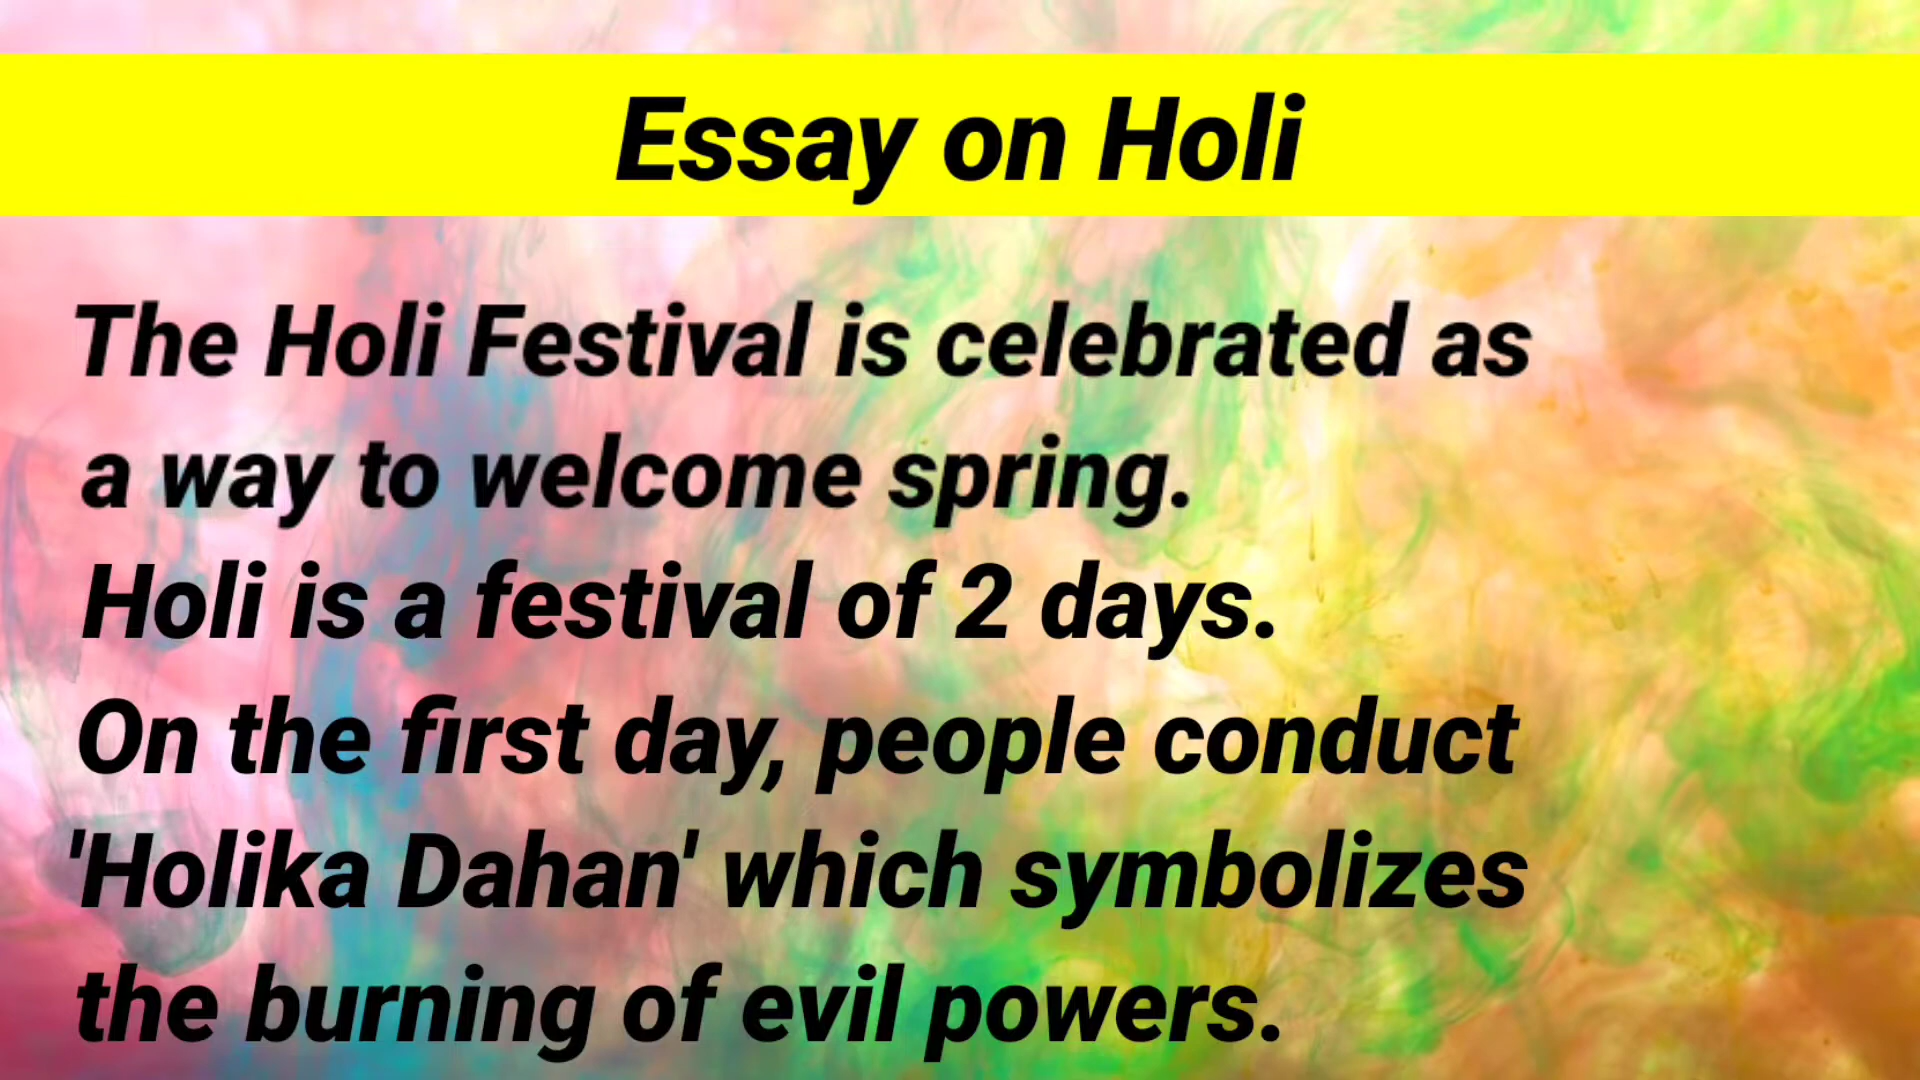 Essay on Holi
The Holi Festival is celebrated as
a way to welcome spring.
Holi is a festival of 2 days.
On the first day, people conduct
'Holika Dahan' which symbolizes
the burning of evil powers.